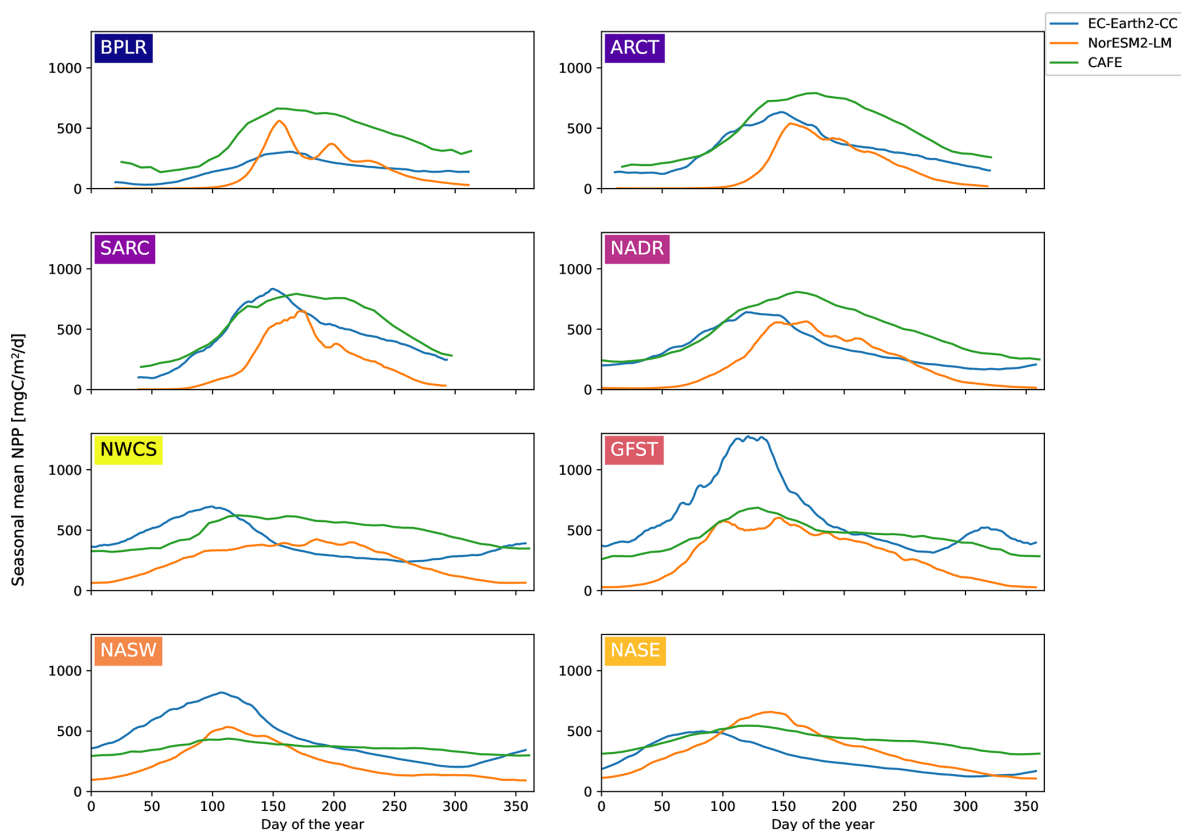 EC-Earth2-CC
NorESM2-LM
CAFE
BPLR
ARCT
1000
500
0
1000
500
0
SARC
NADR
1000
500
0
1000
500
0
Seasonal mean NPP [mgC/m²/d]
NWCS
GFST
1000
500
0
1000
500
0
NASW
NASE
1000
500
0
1000
500
0
0 50 100 150 200 250 300 350
0 50 100 150 200 250 300 350
Day of the year
Day of the year